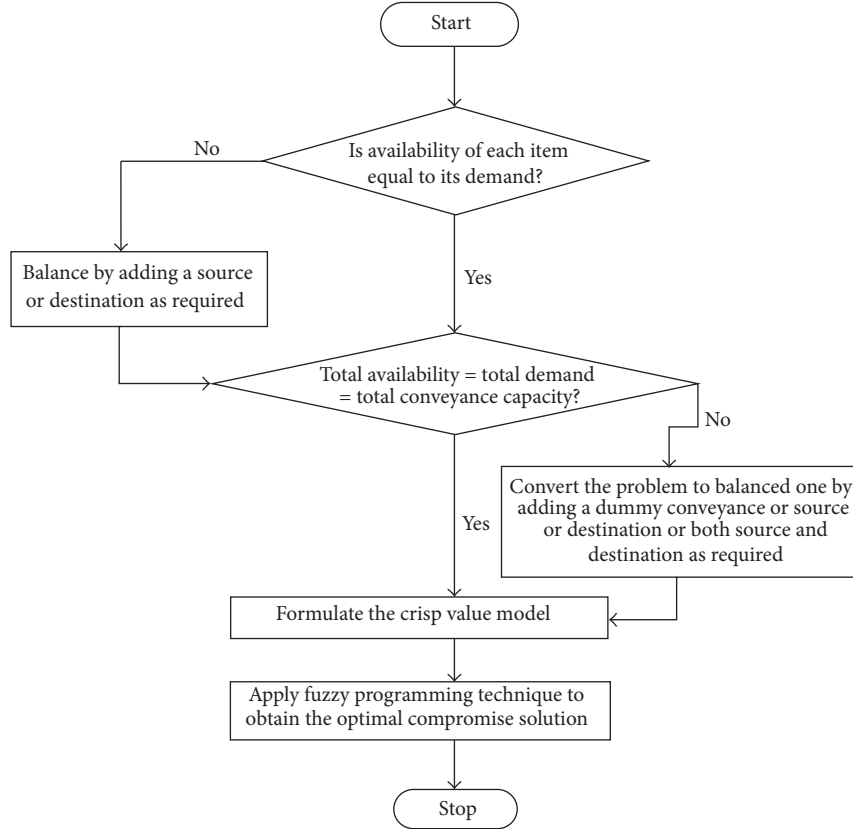 Start
Is availability of each item
equal to its demand?
No
Balance by adding a source
or destination as required
Yes
Total availability = total demand
= total conveyance capacity?
No
Convert the problem to balanced one by
adding a dummy conveyance or source
or destination or both source and
destination as required
Yes
Formulate the crisp value model
Apply fuzzy programming technique to
obtain the optimal compromise solution
Stop